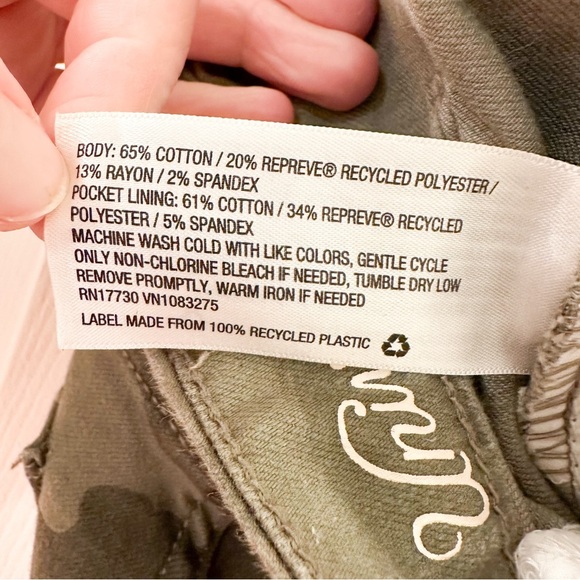 BODY: 65% COTTON / 20% REPREVE® RECYCLED POLYESTER /
13% RAYON / 2% SPANDEX
POCKET LINING: 61% COTTON / 34% REPREVE® RECYCLED
POLYESTER / 5% SPANDEX
MACHINE WASH COLD WITH LIKE COLORS, GENTLE CYCLE
ONLY NON-CHLORINE BLEACH IF NEEDED, TUMBLE DRY LOW
REMOVE PROMPTLY, WARM IRON IF NEEDED
RN17730 VN1083275
LABEL MADE FROM 100% RECYCLED PLASTIC